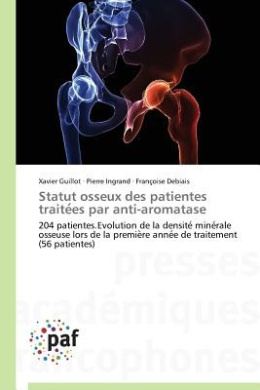 Xavier Guillot · Pierre Ingrand · Françoise Debiais
Statut osseux des patientes
traitées par anti-aromatase
204 patientes.Evolution de la densité minérale
osseuse lors de la première année de traitement
(56 patientes)
presses
académiques
francophones
paf